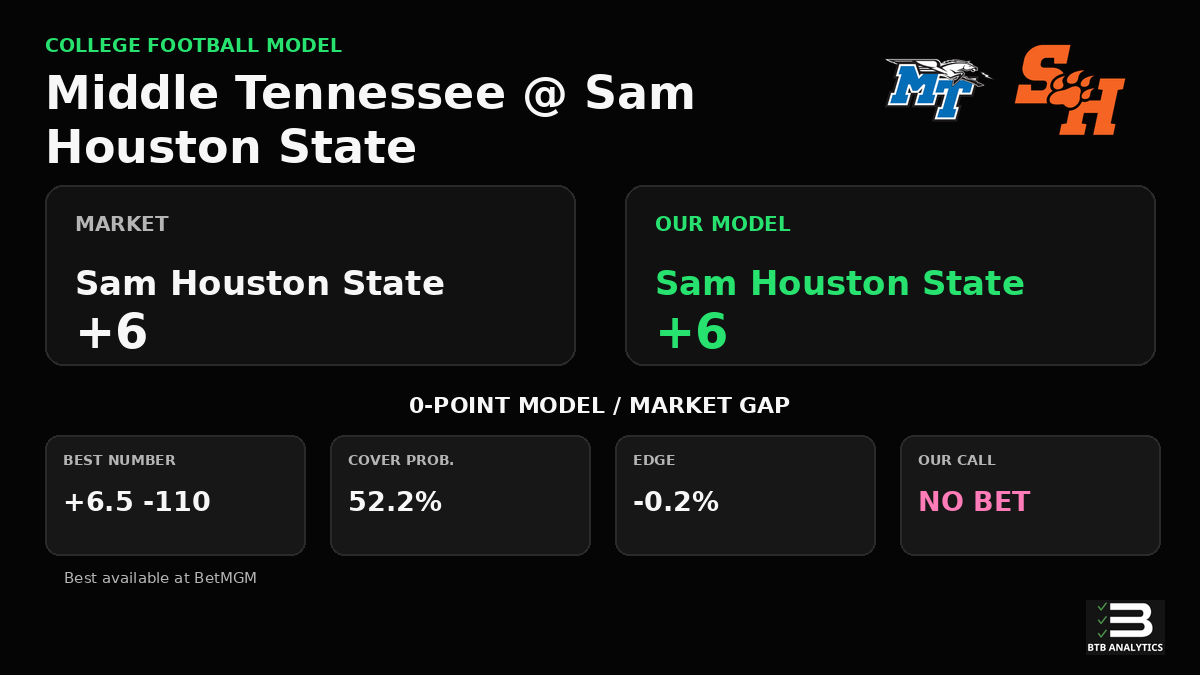 COLLEGE FOOTBALL MODEL
Middle Tennessee @ Sam
Houston State
MT
SH
MARKET
Sam Houston State
+6
OUR MODEL
Sam Houston State
+6
0-POINT MODEL / MARKET GAP
BEST NUMBER
+6.5 -110
COVER PROB.
52.2%
EDGE
-0.2%
OUR CALL
NO BET
Best available at BetMGM
B
BTB ANALYTICS